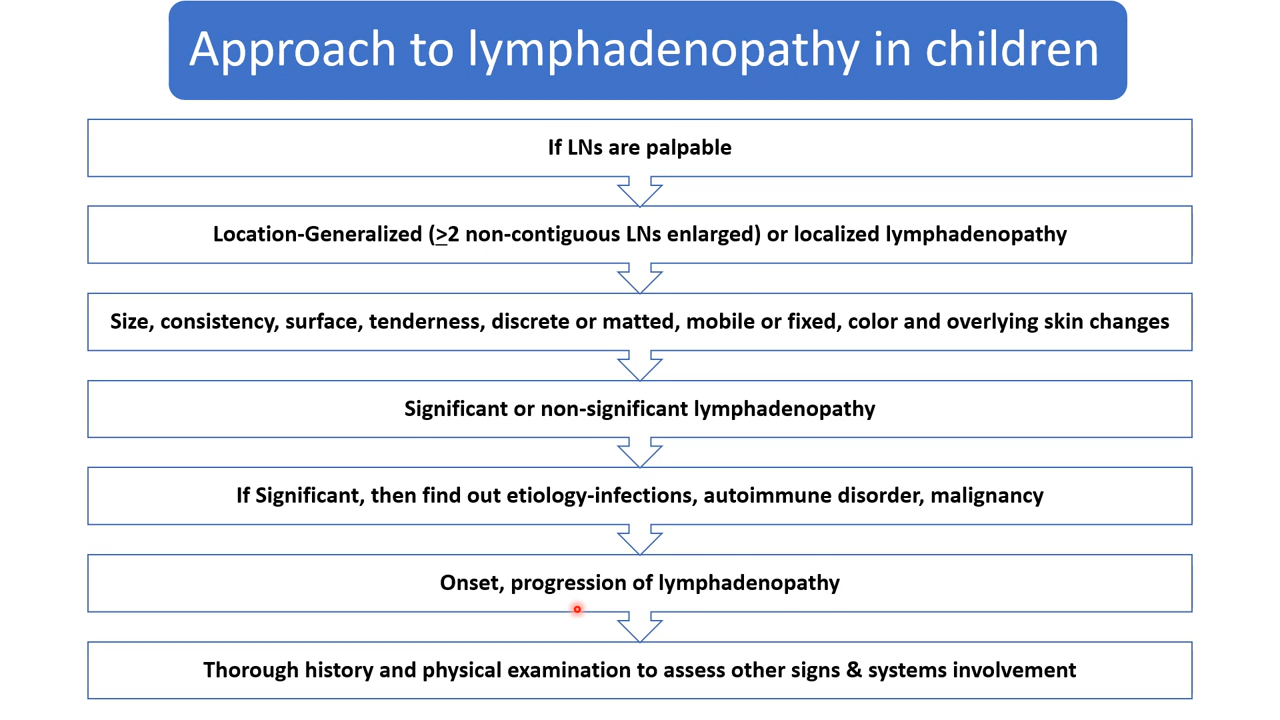 Approach to lymphadenopathy in children
If LNs are palpable
Location-Generalized (≥2 non-contiguous LNs enlarged) or localized lymphadenopathy
Size, consistency, surface, tenderness, discrete or matted, mobile or fixed, color and overlying skin changes
Significant or non-significant lymphadenopathy
If Significant, then find out etiology-infections, autoimmune disorder, malignancy
Onset, progression of lymphadenopathy
Thorough history and physical examination to assess other signs & systems involvement